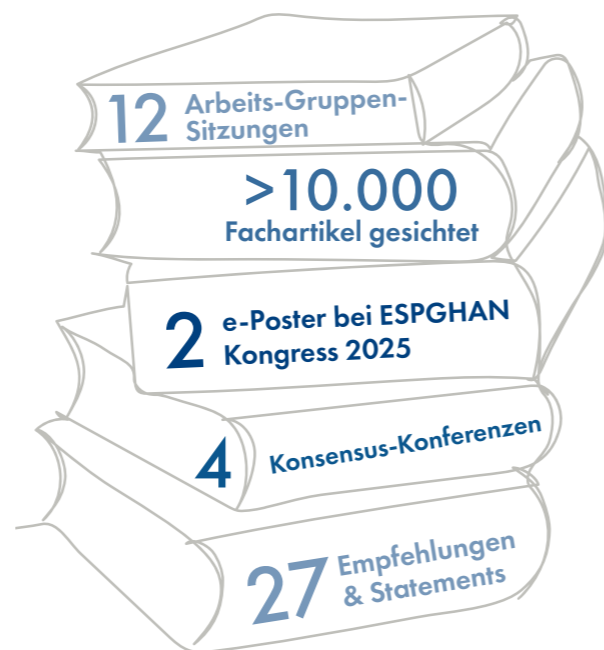 12 Arbeits-Gruppen-
Sitzungen
>10.000
Fachartikel gesichtet
2 e-Poster bei ESPGHAN
Kongress 2025
4 Konsensus-Konferenzen
27 Empfehlungen
& Statements